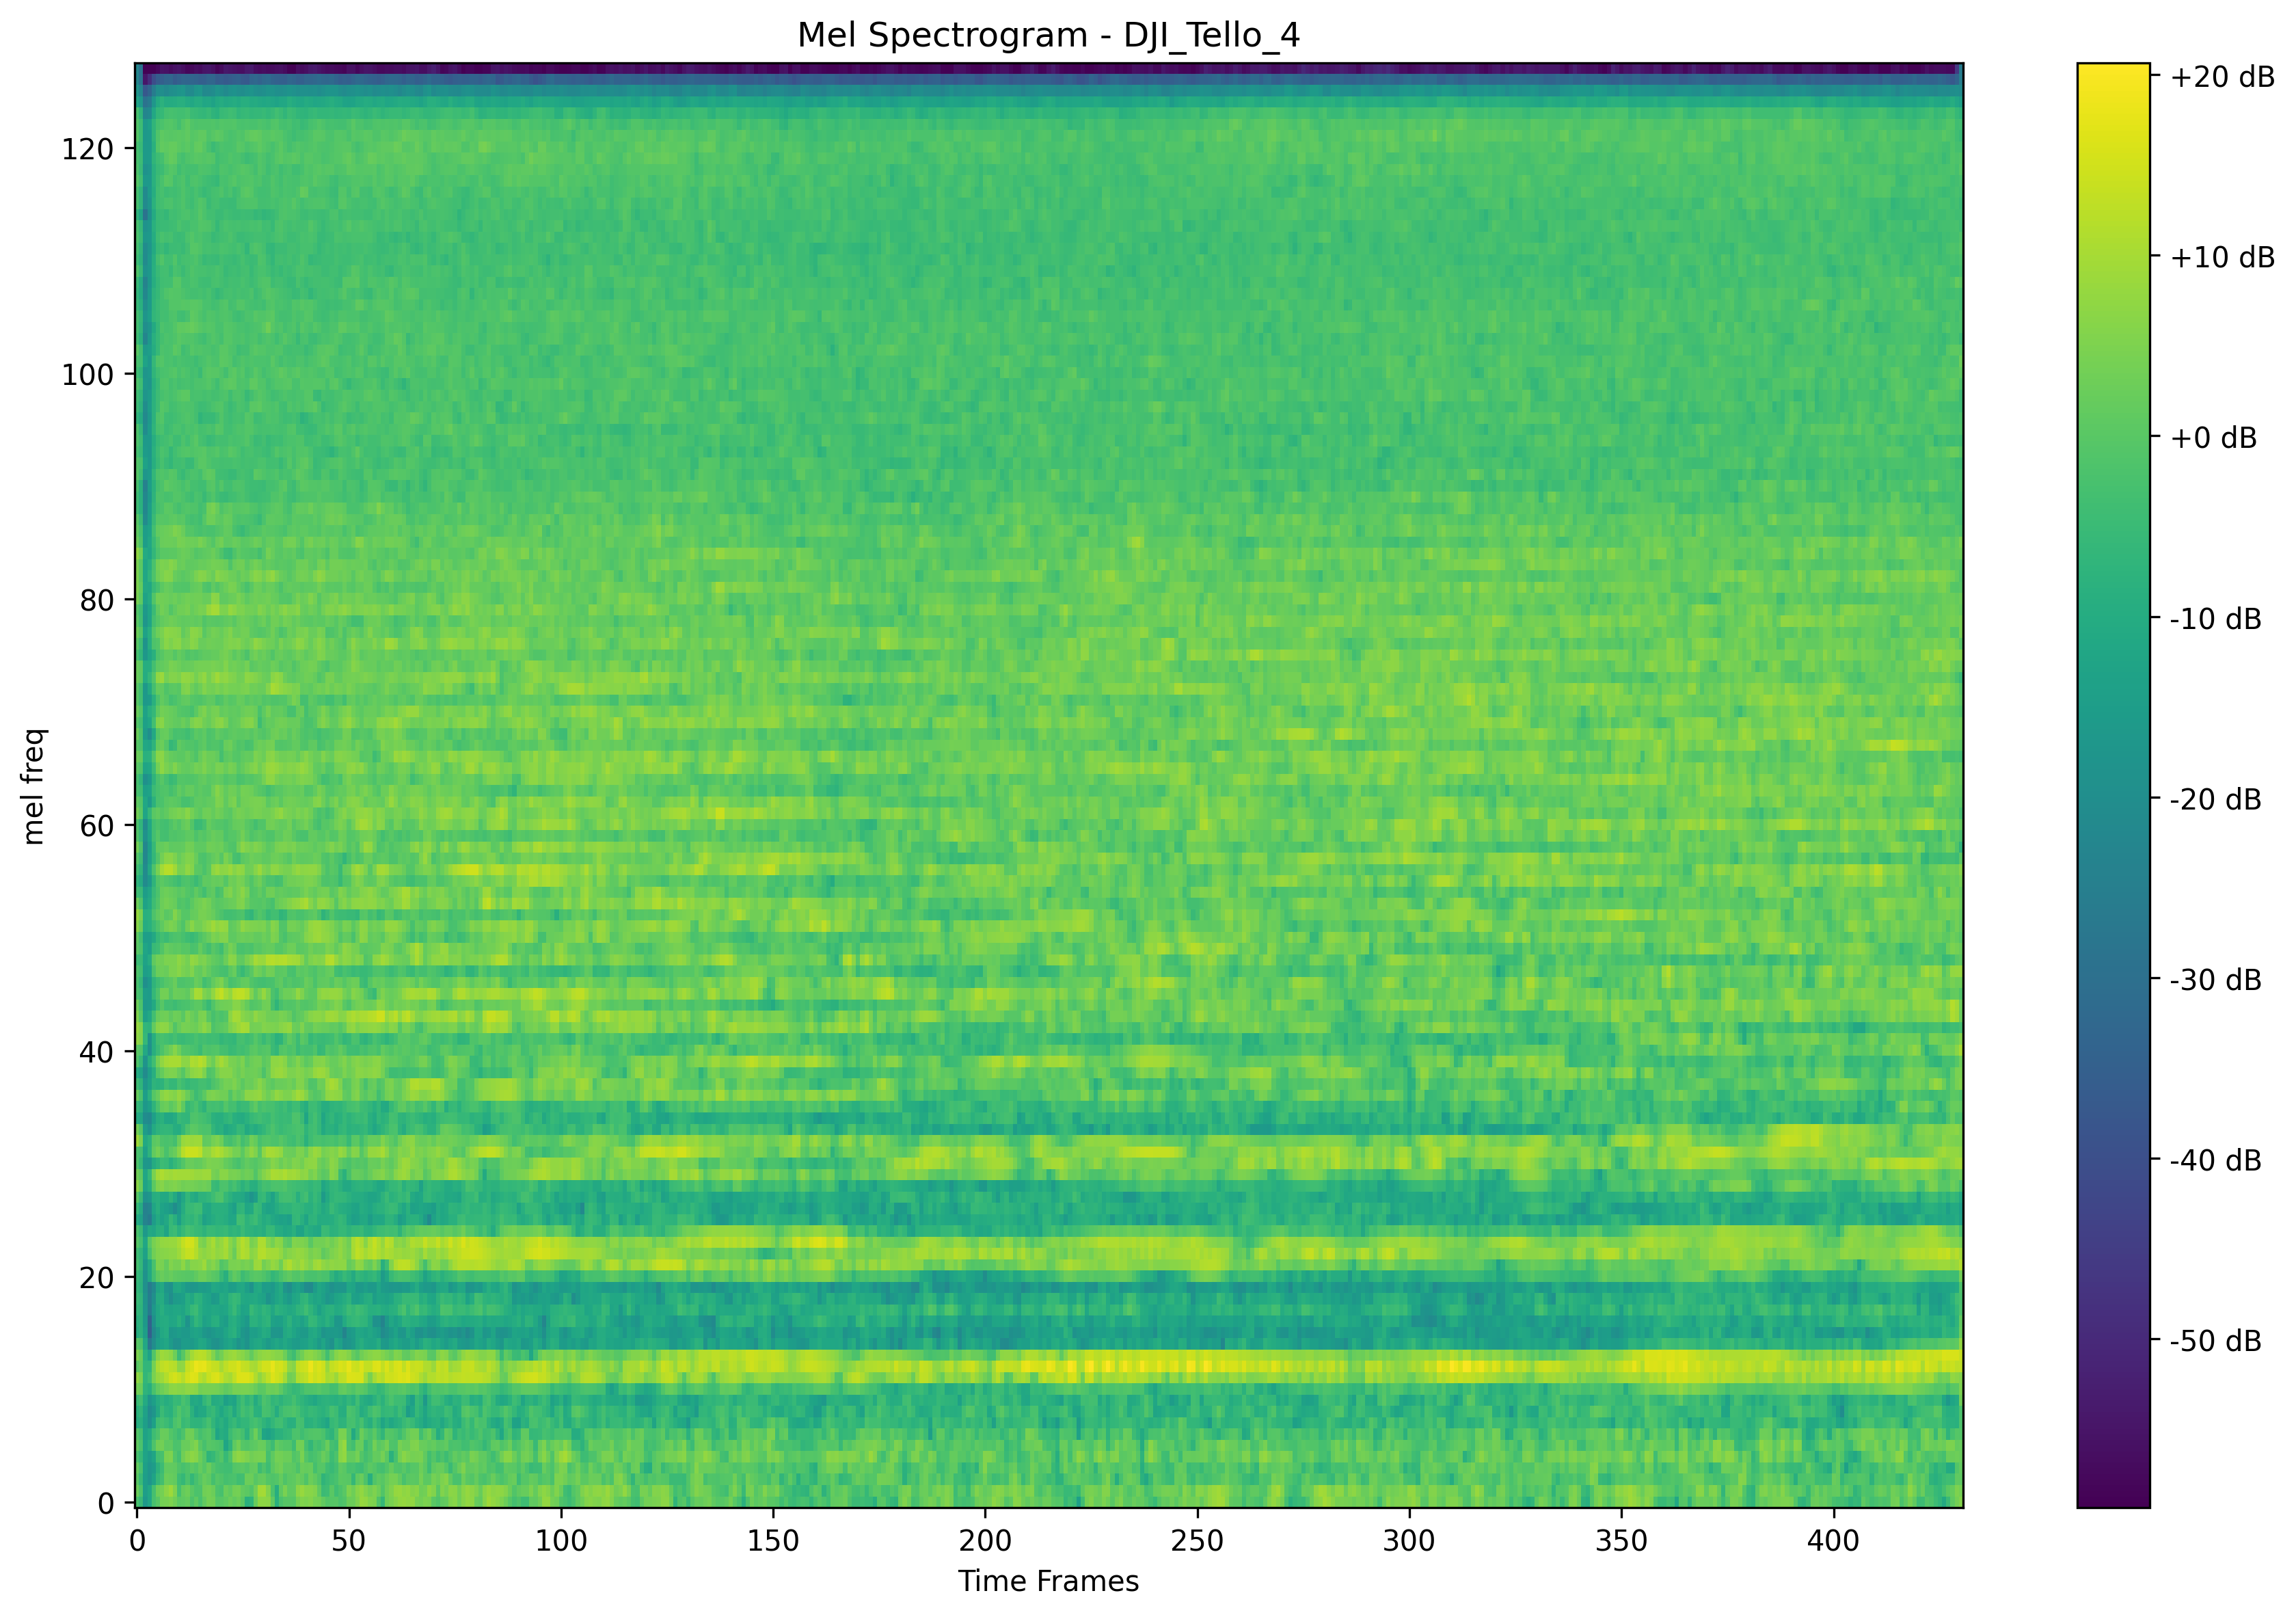 Mel Spectrogram - DJI_Tello_4
mel freq
120
100
80
60
40
20
0
0 50 100 150 200 250 300 350 400
Time Frames
+20 dB
+10 dB
+0 dB
-10 dB
-20 dB
-30 dB
-40 dB
-50 dB